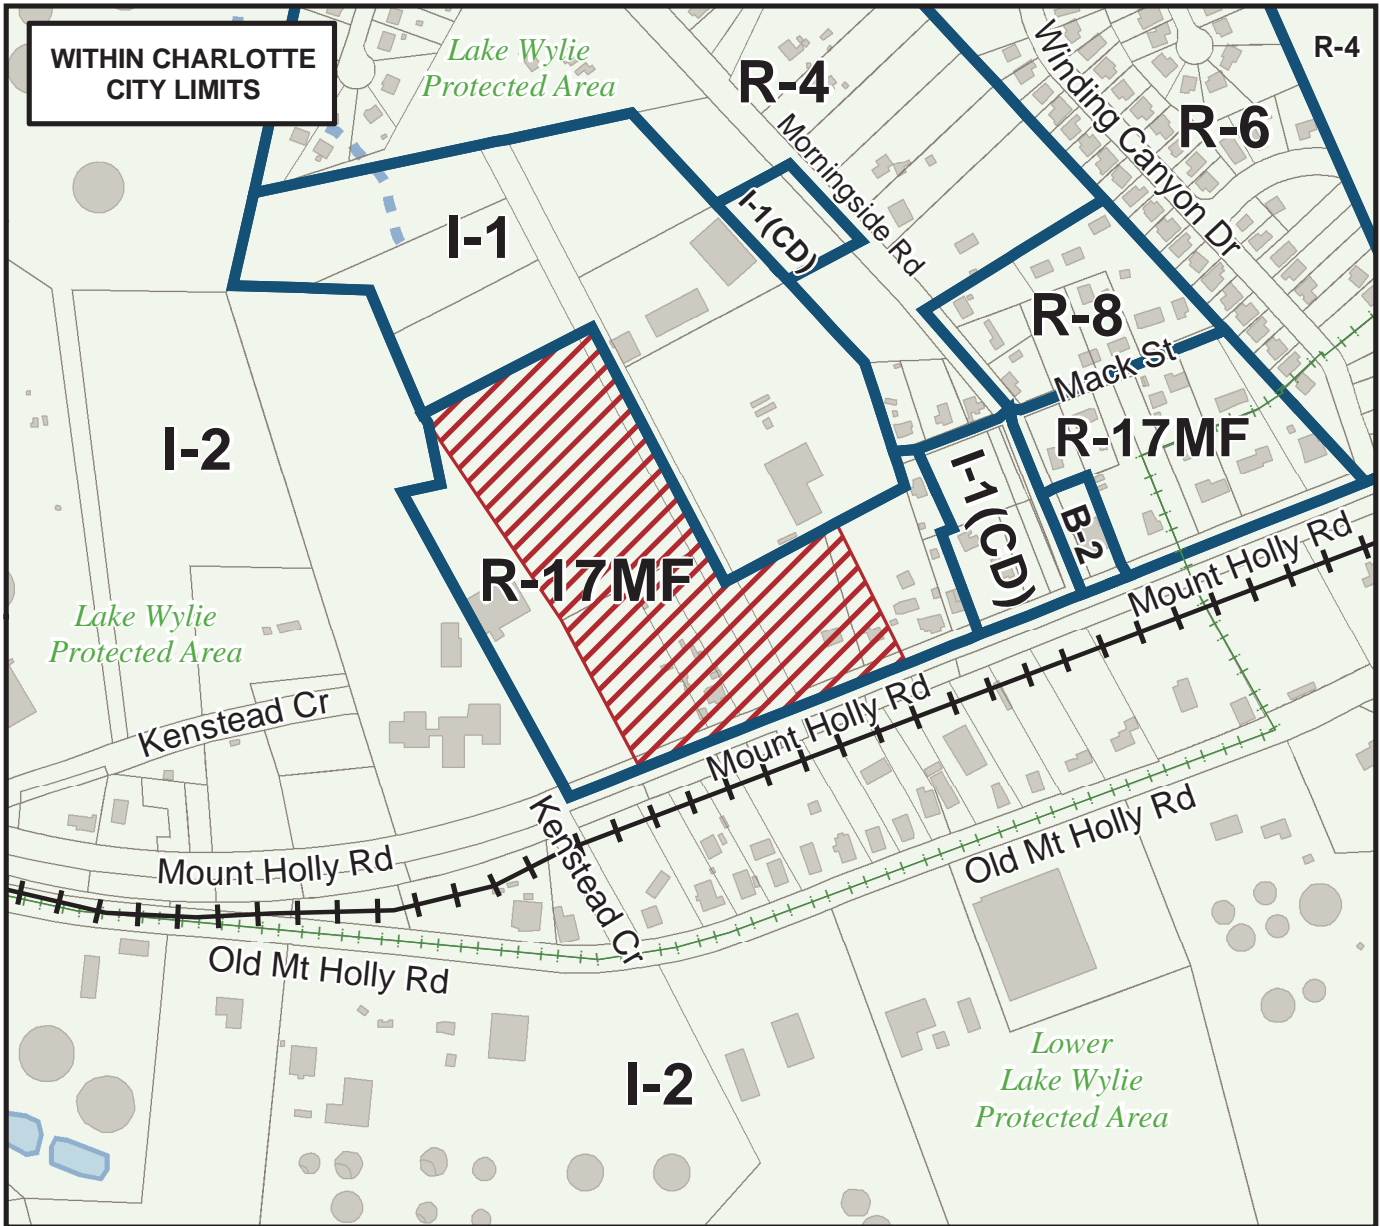 WITHIN CHARLOTTE
CITY LIMITS
Lake Wylie
Protected Area
R-4
R-4
Winding Canyon Dr
R-6
Morningside Rd
I-1
I-1(CD)
R-8
Mack St
I-2
R-17MF
I-1(CD)
B-2
R-17MF
Mount Holly Rd
Lake Wylie
Protected Area
Kenstead Cr
Mount Holly Rd
Kenstead Cr
Old Mt Holly Rd
Mount Holly Rd
Old Mt Holly Rd
I-2
Lower
Lake Wylie
Protected Area